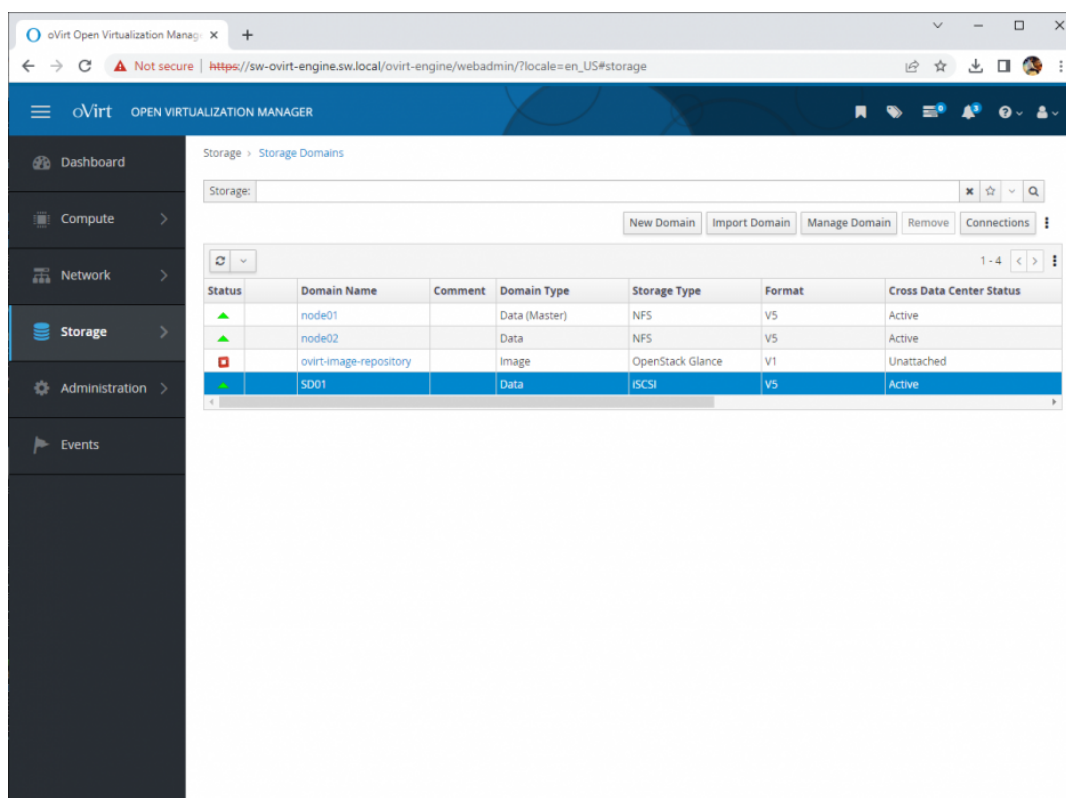 oVirt Open Virtualization Manag
Not secure | https://sw-ovirt-engine.sw.local/ovirt-engine/webadmin/?locale=en_US#storage
oVirt OPEN VIRTUALIZATION MANAGER
0
3
Dashboard
Compute
Network
Storage
Administration
Events
Storage > Storage Domains
Storage:
New Domain Import Domain Manage Domain Remove Connections
1 - 4
Status Domain Name Comment Domain Type Storage Type Format Cross Data Center Status
node01 Data (Master) NFS V5 Active
node02 Data NFS V5 Active
ovirt-image-repository Image OpenStack Glance V1 Unattached
SD01 Data iSCSI V5 Active